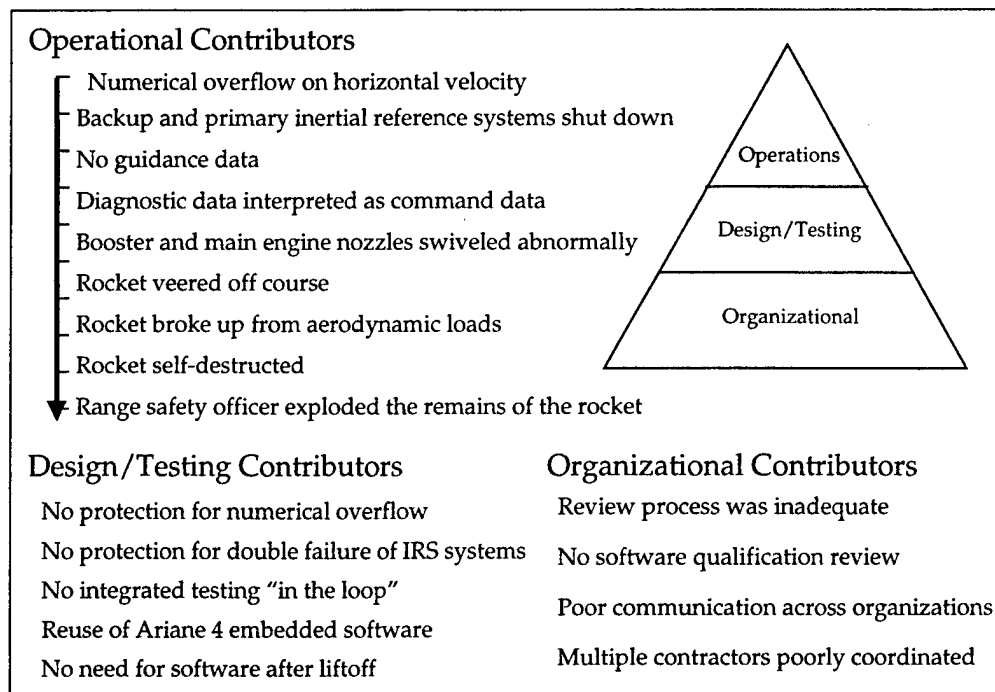 Operational Contributors
Numerical overflow on horizontal velocity
Backup and primary inertial reference systems shut down
No guidance data
Diagnostic data interpreted as command data
Booster and main engine nozzles swiveled abnormally
Rocket veered off course
Rocket broke up from aerodynamic loads
Rocket self-destructed
Range safety officer exploded the remains of the rocket
Operations
Design/Testing
Organizational
Design/Testing Contributors
No protection for numerical overflow
No protection for double failure of IRS systems
No integrated testing "in the loop"
Reuse of Ariane 4 embedded software
No need for software after liftoff
Organizational Contributors
Review process was inadequate
No software qualification review
Poor communication across organizations
Multiple contractors poorly coordinated